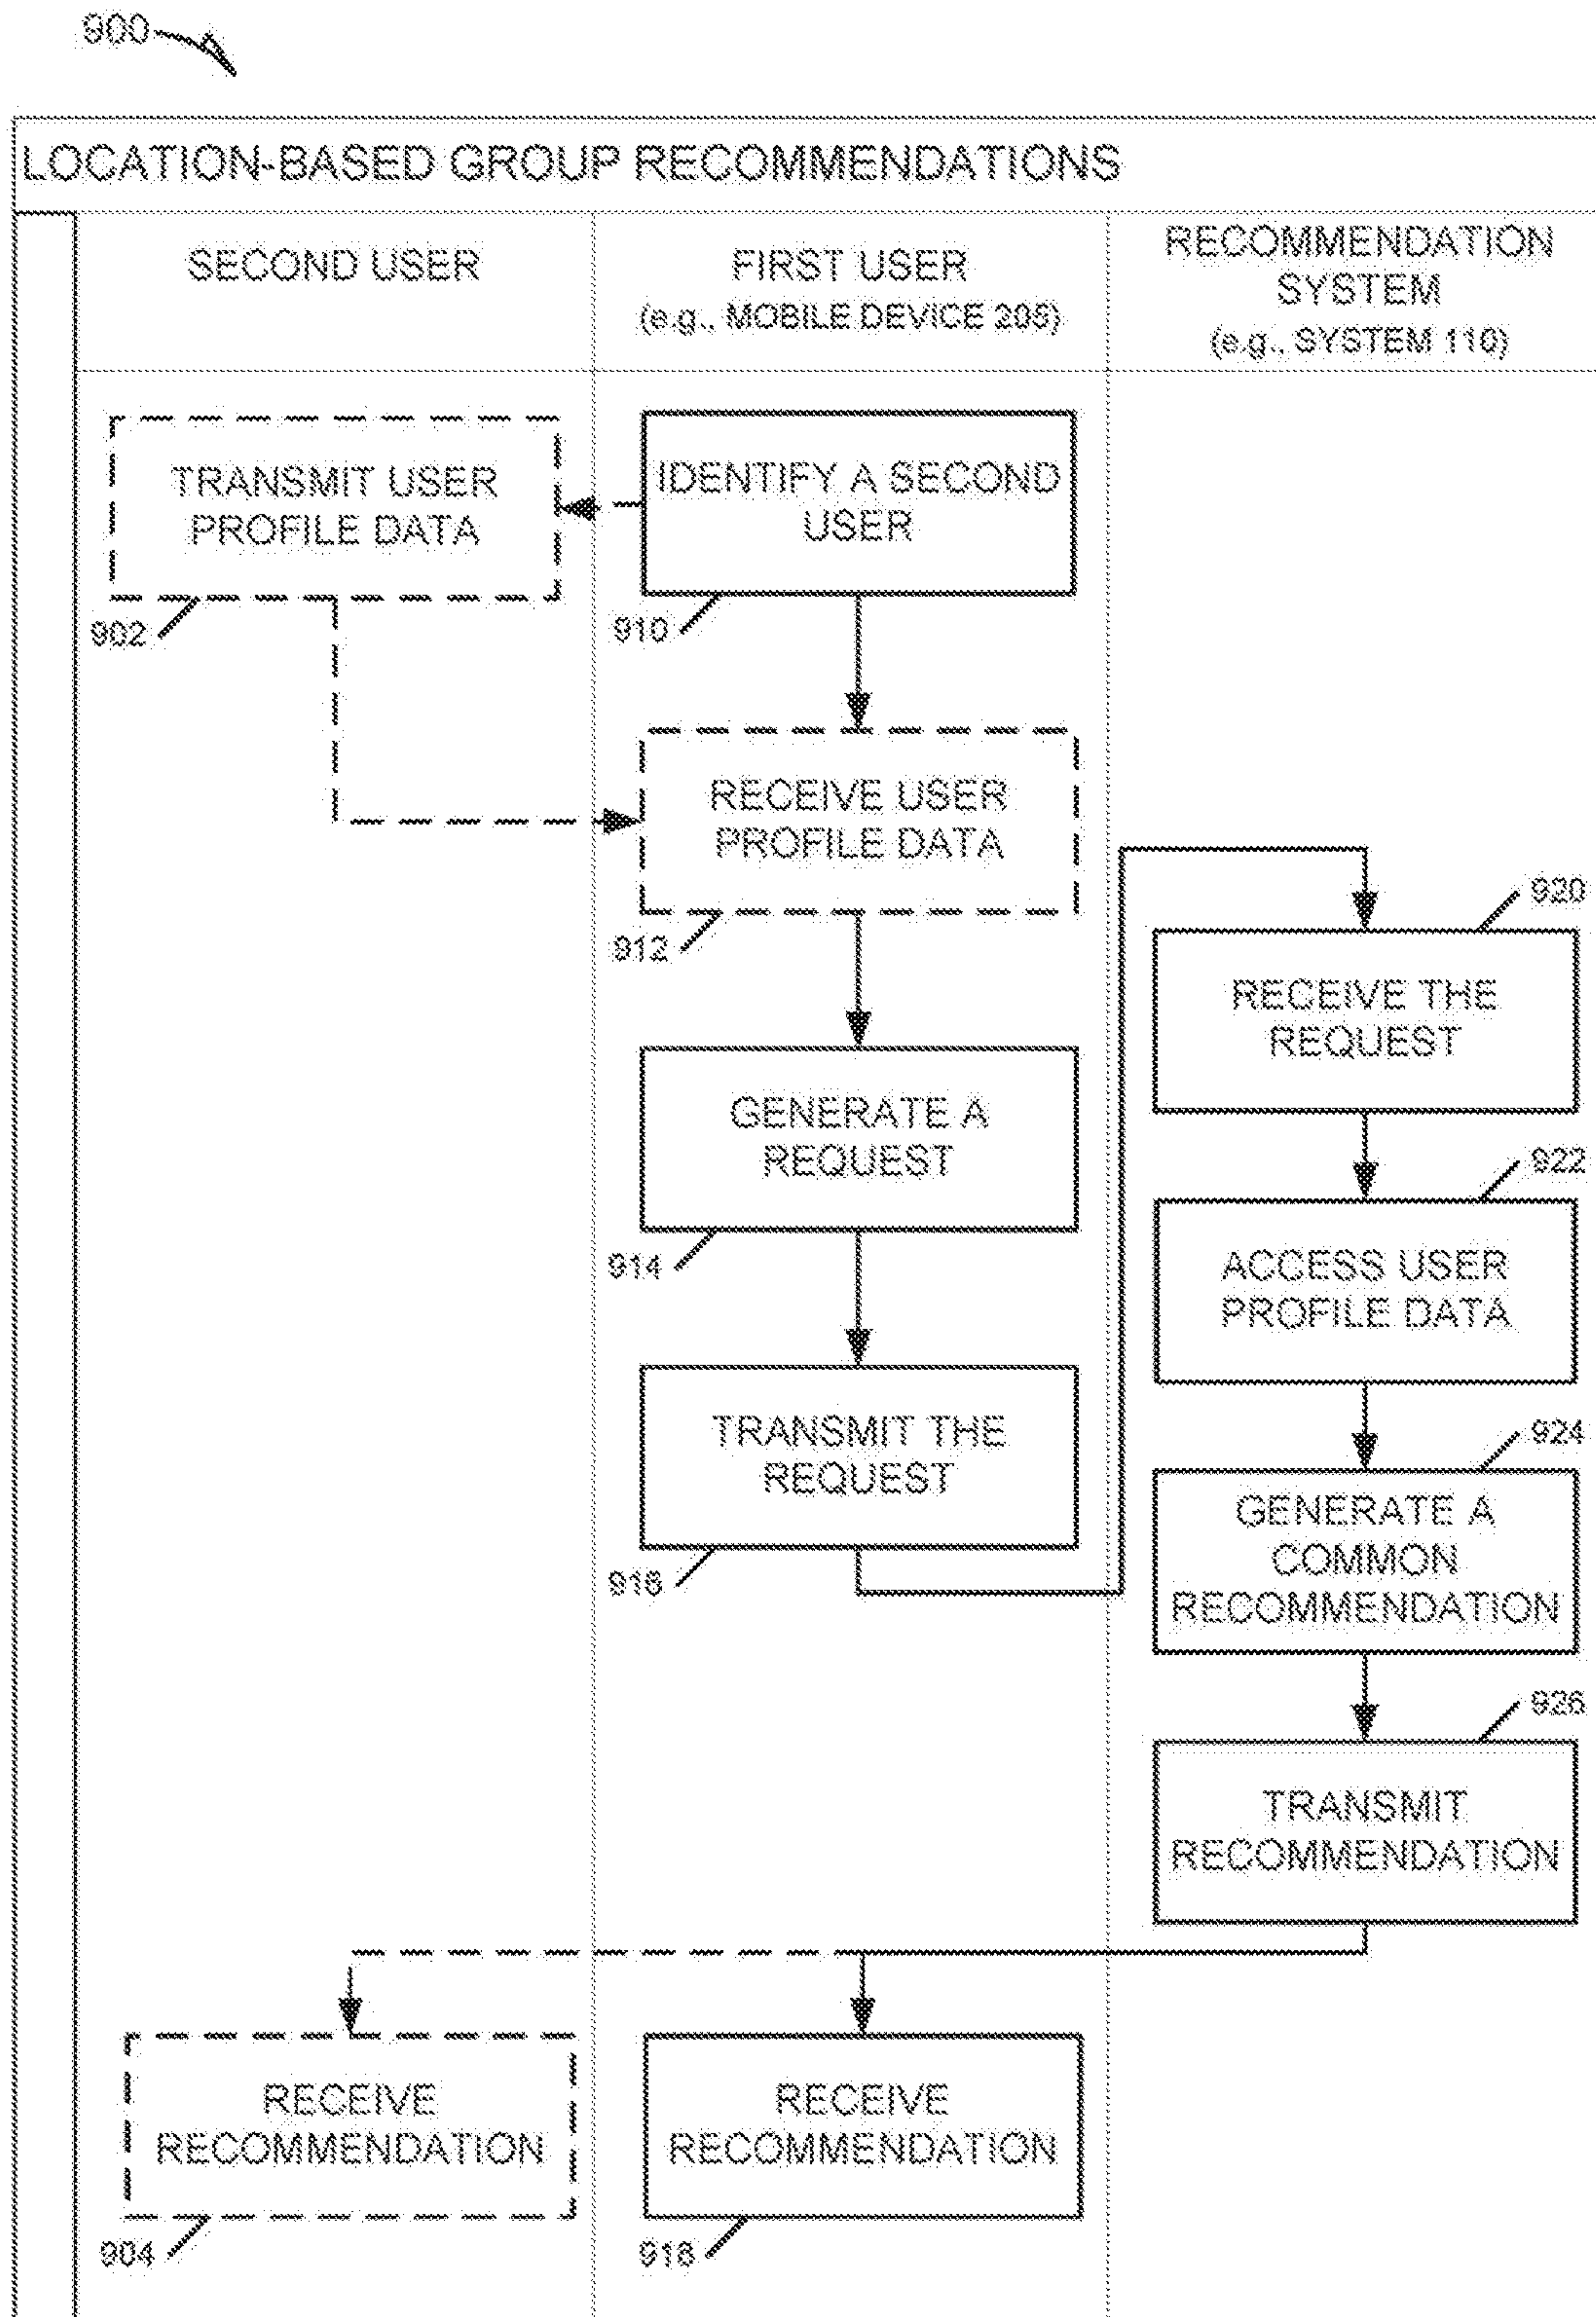 900
LOCATION-BASED GROUP RECOMMENDATIONS
SECOND USER
FIRST USER
(e.g., MOBILE DEVICE 205)
RECOMMENDATION
SYSTEM
(e.g., SYSTEM 110)
TRANSMIT USER
PROFILE DATA
902
IDENTIFY A SECOND
USER
910
RECEIVE USER
PROFILE DATA
912
GENERATE A
REQUEST
914
TRANSMIT THE
REQUEST
916
920
RECEIVE THE
REQUEST
922
ACCESS USER
PROFILE DATA
924
GENERATE A
COMMON
RECOMMENDATION
926
TRANSMIT
RECOMMENDATION
RECEIVE
RECOMMENDATION
904
RECEIVE
RECOMMENDATION
918